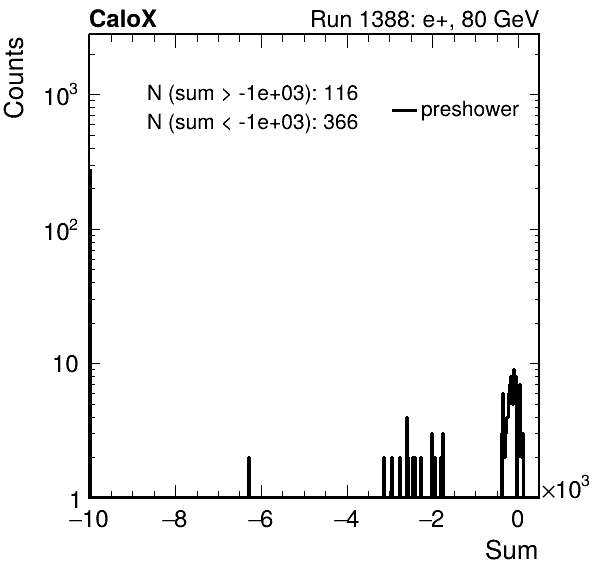 CaloX Run 1388: e+, 80 GeV
Counts
N (sum > -1e+03): 116
N (sum < -1e+03): 366
preshower
10³
10²
10
1
−10 −8 −6 −4 −2 0 ×10³
Sum